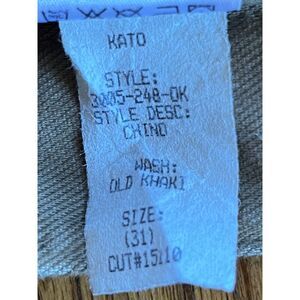 KATO
STYLE:
3005-248-OK
STYLE DESC:
CHINO
WASH:
OLD KHAKI
SIZE:
(31)
CUT#15110